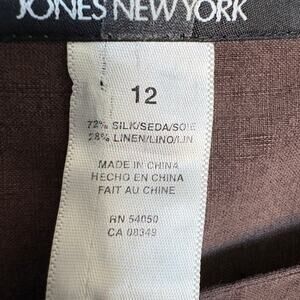 JONES NEW YORK
12
72% SILK/SEDA/SOIE
28% LINEN/LINO/LIN
MADE IN CHINA
HECHO EN CHINA
FAIT AU CHINE
RN 54050
CA 08349